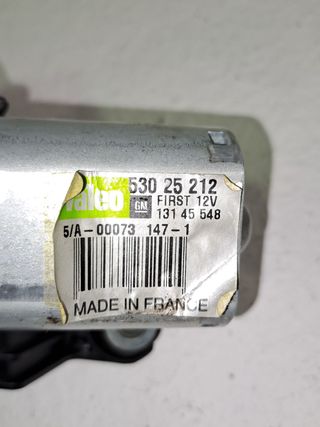 Valeo 530 25 212
GM FIRST 12V
131 45 548
5/A-00073 147-1
MADE IN FRANCE